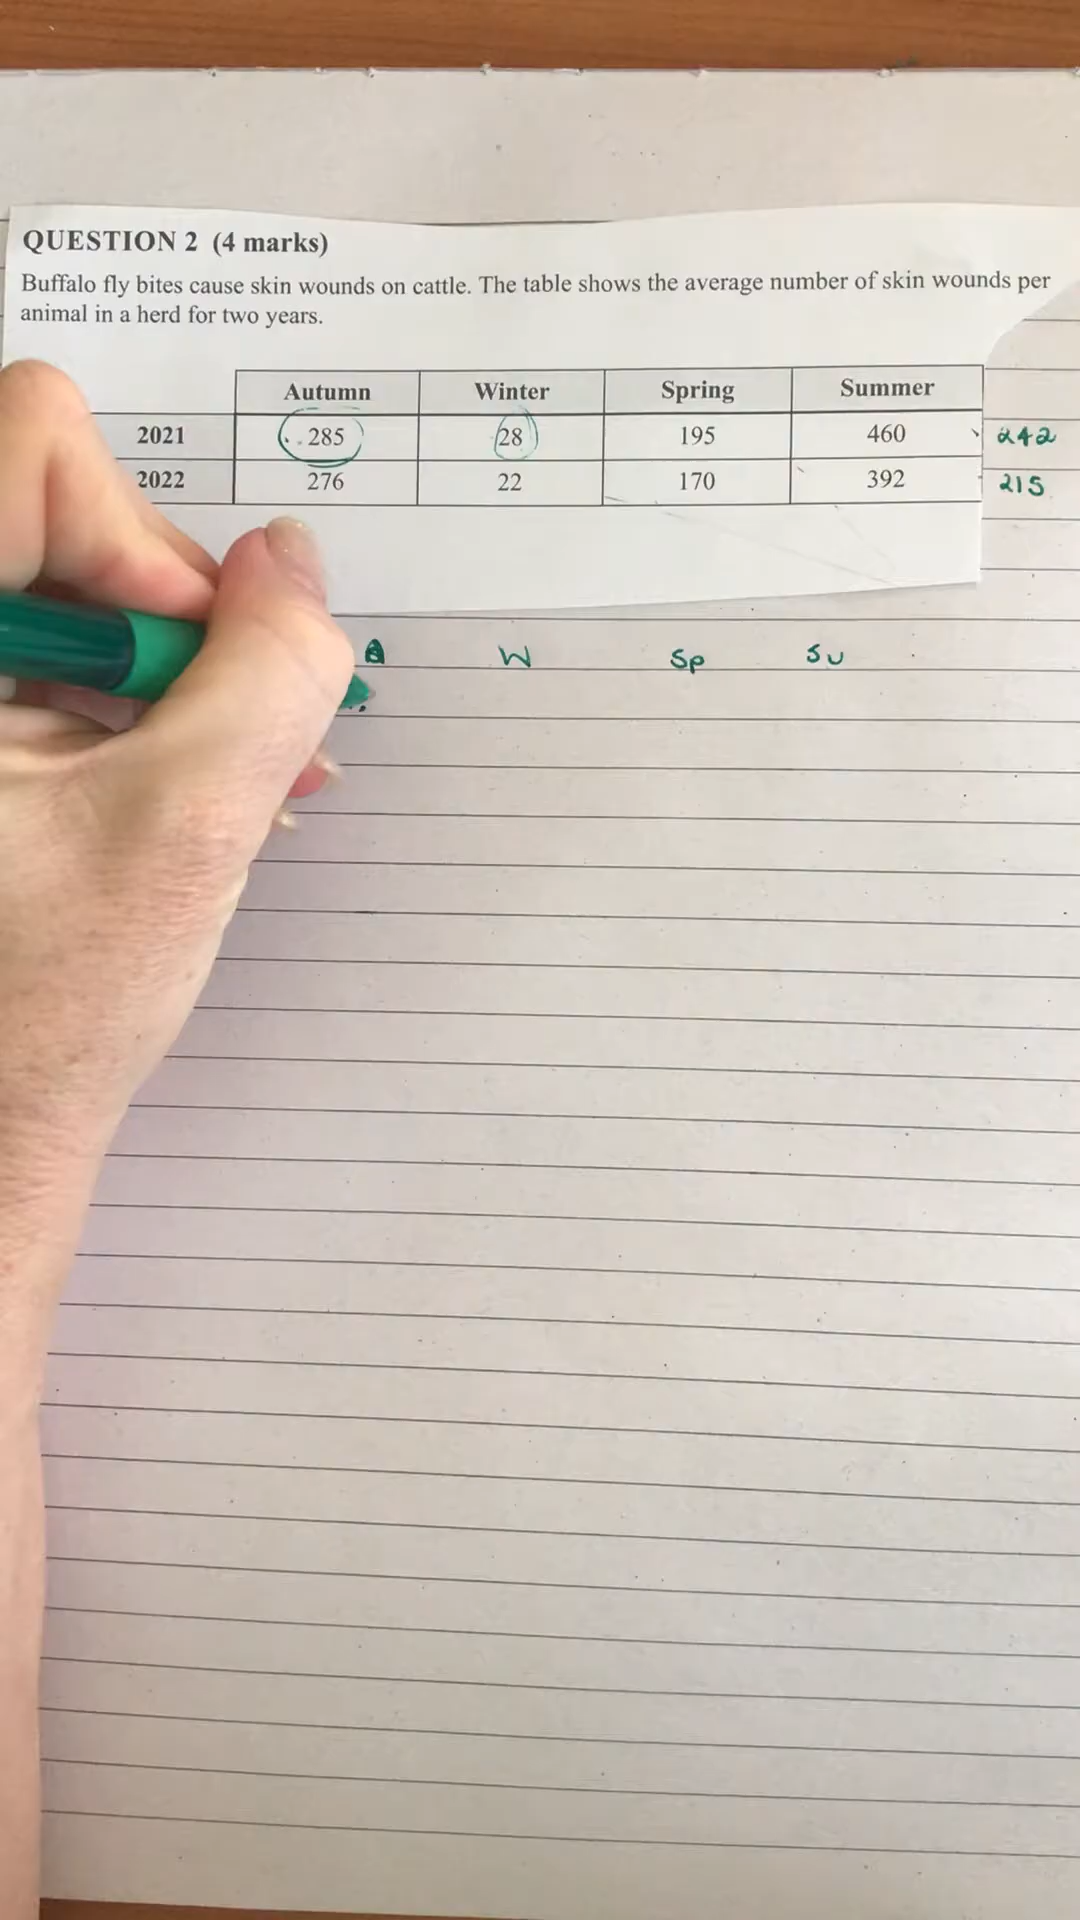 QUESTION 2 (4 marks)
Buffalo fly bites cause skin wounds on cattle. The table shows the average number of skin wounds per
animal in a herd for two years.
Autumn Winter Spring Summer
2021 285 28 195 460 242
2022 276 22 170 392 215
A W Sp Su